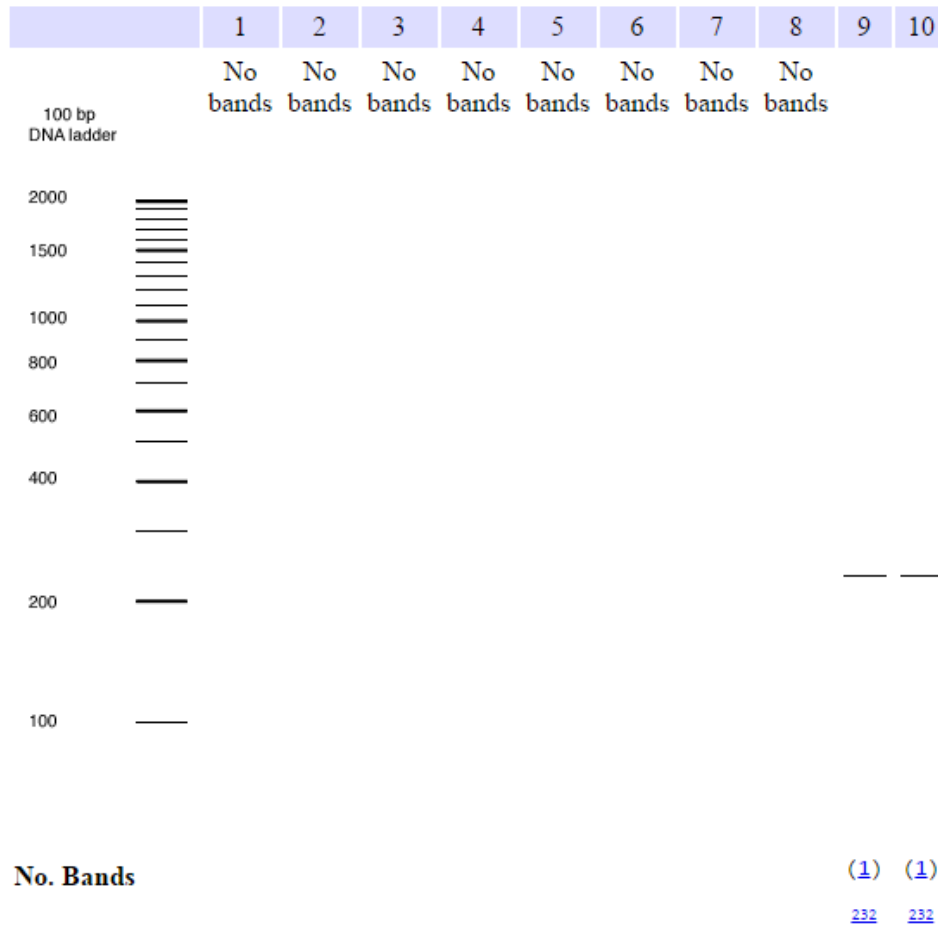 1 2 3 4 5 6 7 8 9 10
No No No No No No No No
bands bands bands bands bands bands bands bands
100 bp
DNA ladder
2000
1500
1000
800
600
400
200
100
No. Bands (1) (1)
232 232